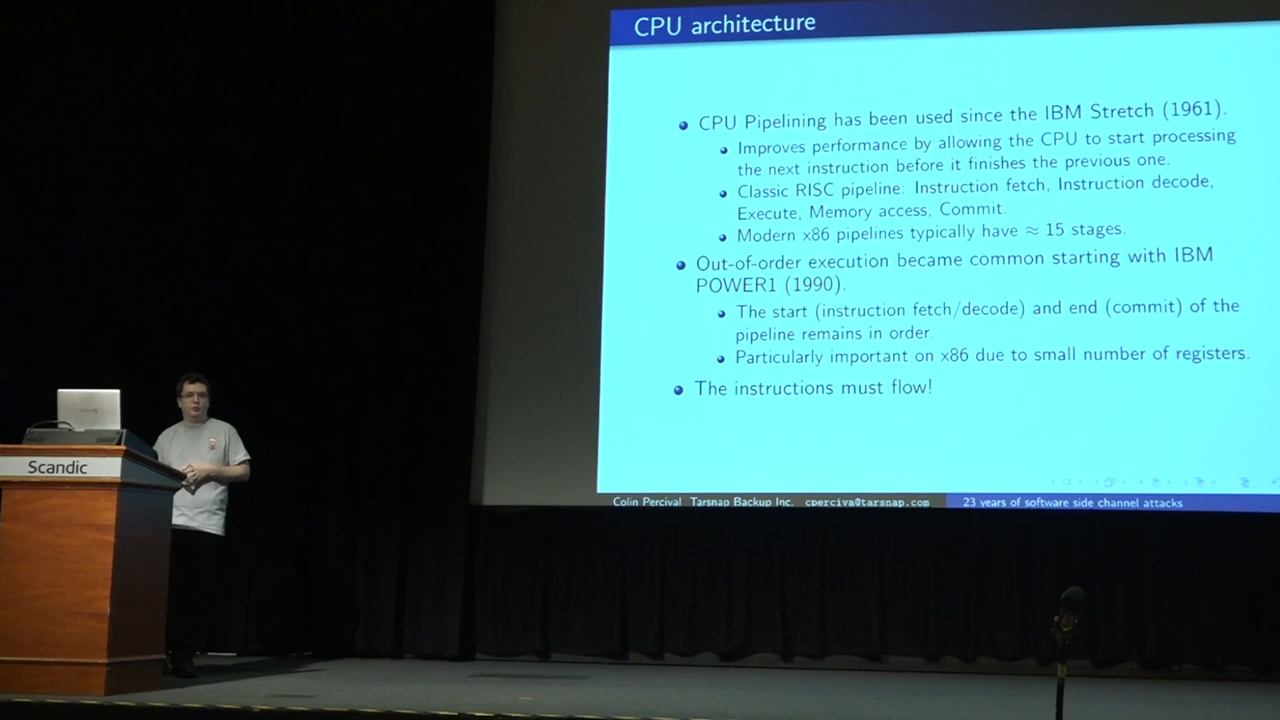 CPU architecture
CPU Pipelining has been used since the IBM Stretch (1961).
Improves performance by allowing the CPU to start processing
the next instruction before it finishes the previous one.
Classic RISC pipeline: Instruction fetch, Instruction decode,
Execute, Memory access, Commit.
Modern x86 pipelines typically have ≈ 15 stages.
Out-of-order execution became common starting with IBM
POWER1 (1990).
The start (instruction fetch/decode) and end (commit) of the
pipeline remains in order.
Particularly important on x86 due to small number of registers.
The instructions must flow!
Colin Percival Tarsnap Backup Inc. cperciva@tarsnap.com
23 years of software side channel attacks
Scandic